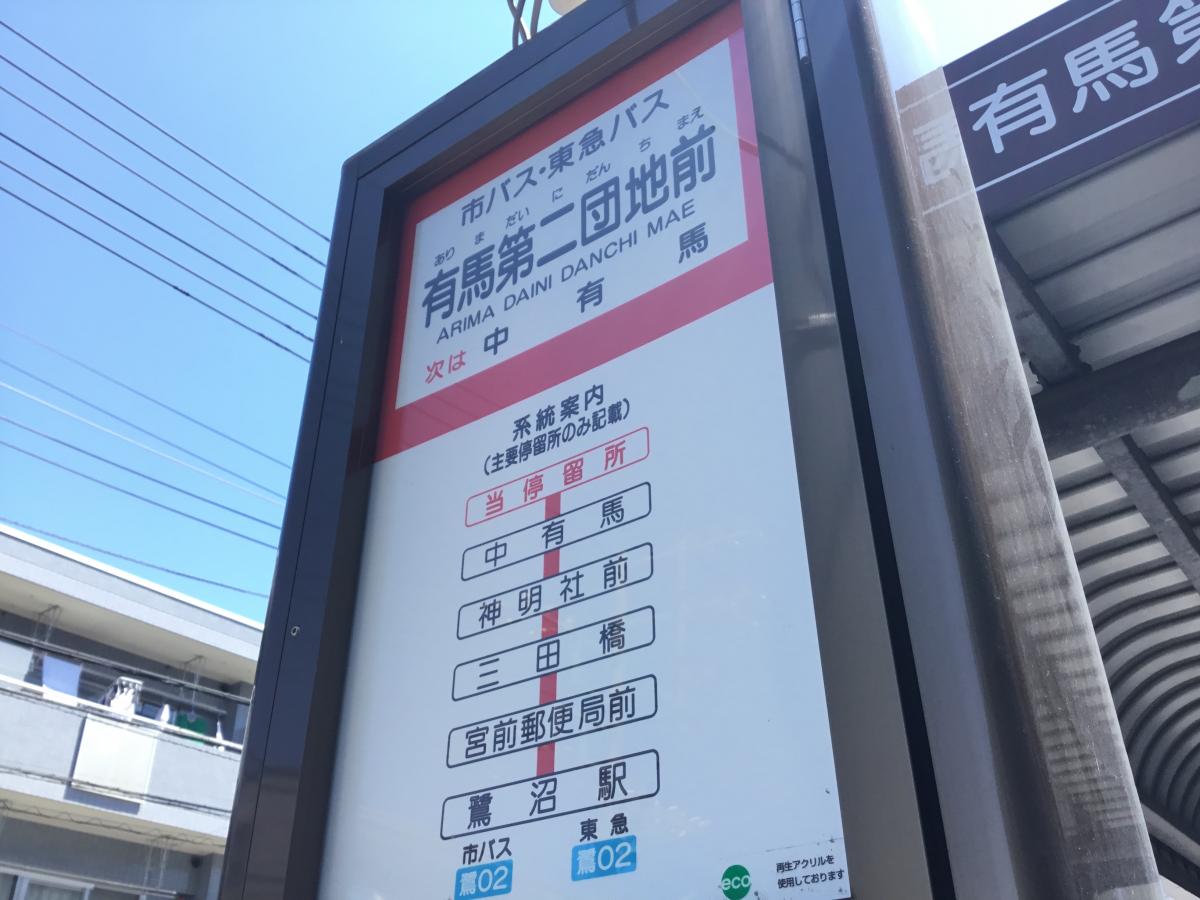 市バス・東急バス
あり ま だい に だん ち まえ
有馬第二団地前
ARIMA DAINI DANCHI MAE
次は 中有馬
系統案内
(主要停留所のみ記載)
当停留所
中有馬
神明社前
三田橋
宮前郵便局前
鷺沼駅
市バス 東急
鷺02 鷺02
eco
再生アクリルを
使用しております
有馬第